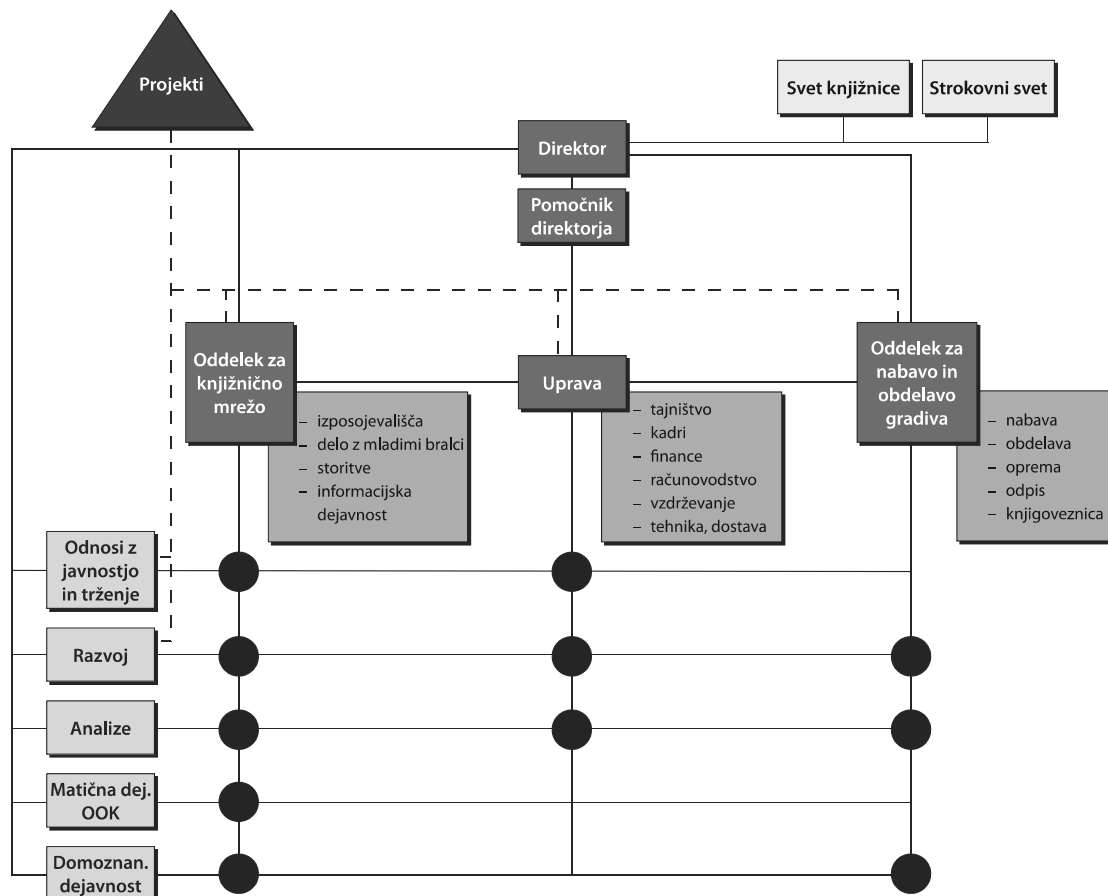 Projekti
Svet knjižnice
Strokovni svet
Direktor
Pomočnik
direktorja
Oddelek za
knjižnično
mrežo
– izposojevališča
– delo z mladimi bralci
– storitve
– informacijska
dejavnost
Uprava
– tajništvo
– kadri
– finance
– računovodstvo
– vzdrževanje
– tehnika, dostava
Oddelek za
nabavo in
obdelavo
gradiva
– nabava
– obdelava
– oprema
– odpis
– knjigoveznica
Odnosi z
javnostjo
in trženje
Razvoj
Analize
Matična dej.
OOK
Domoznan.
dejavnost